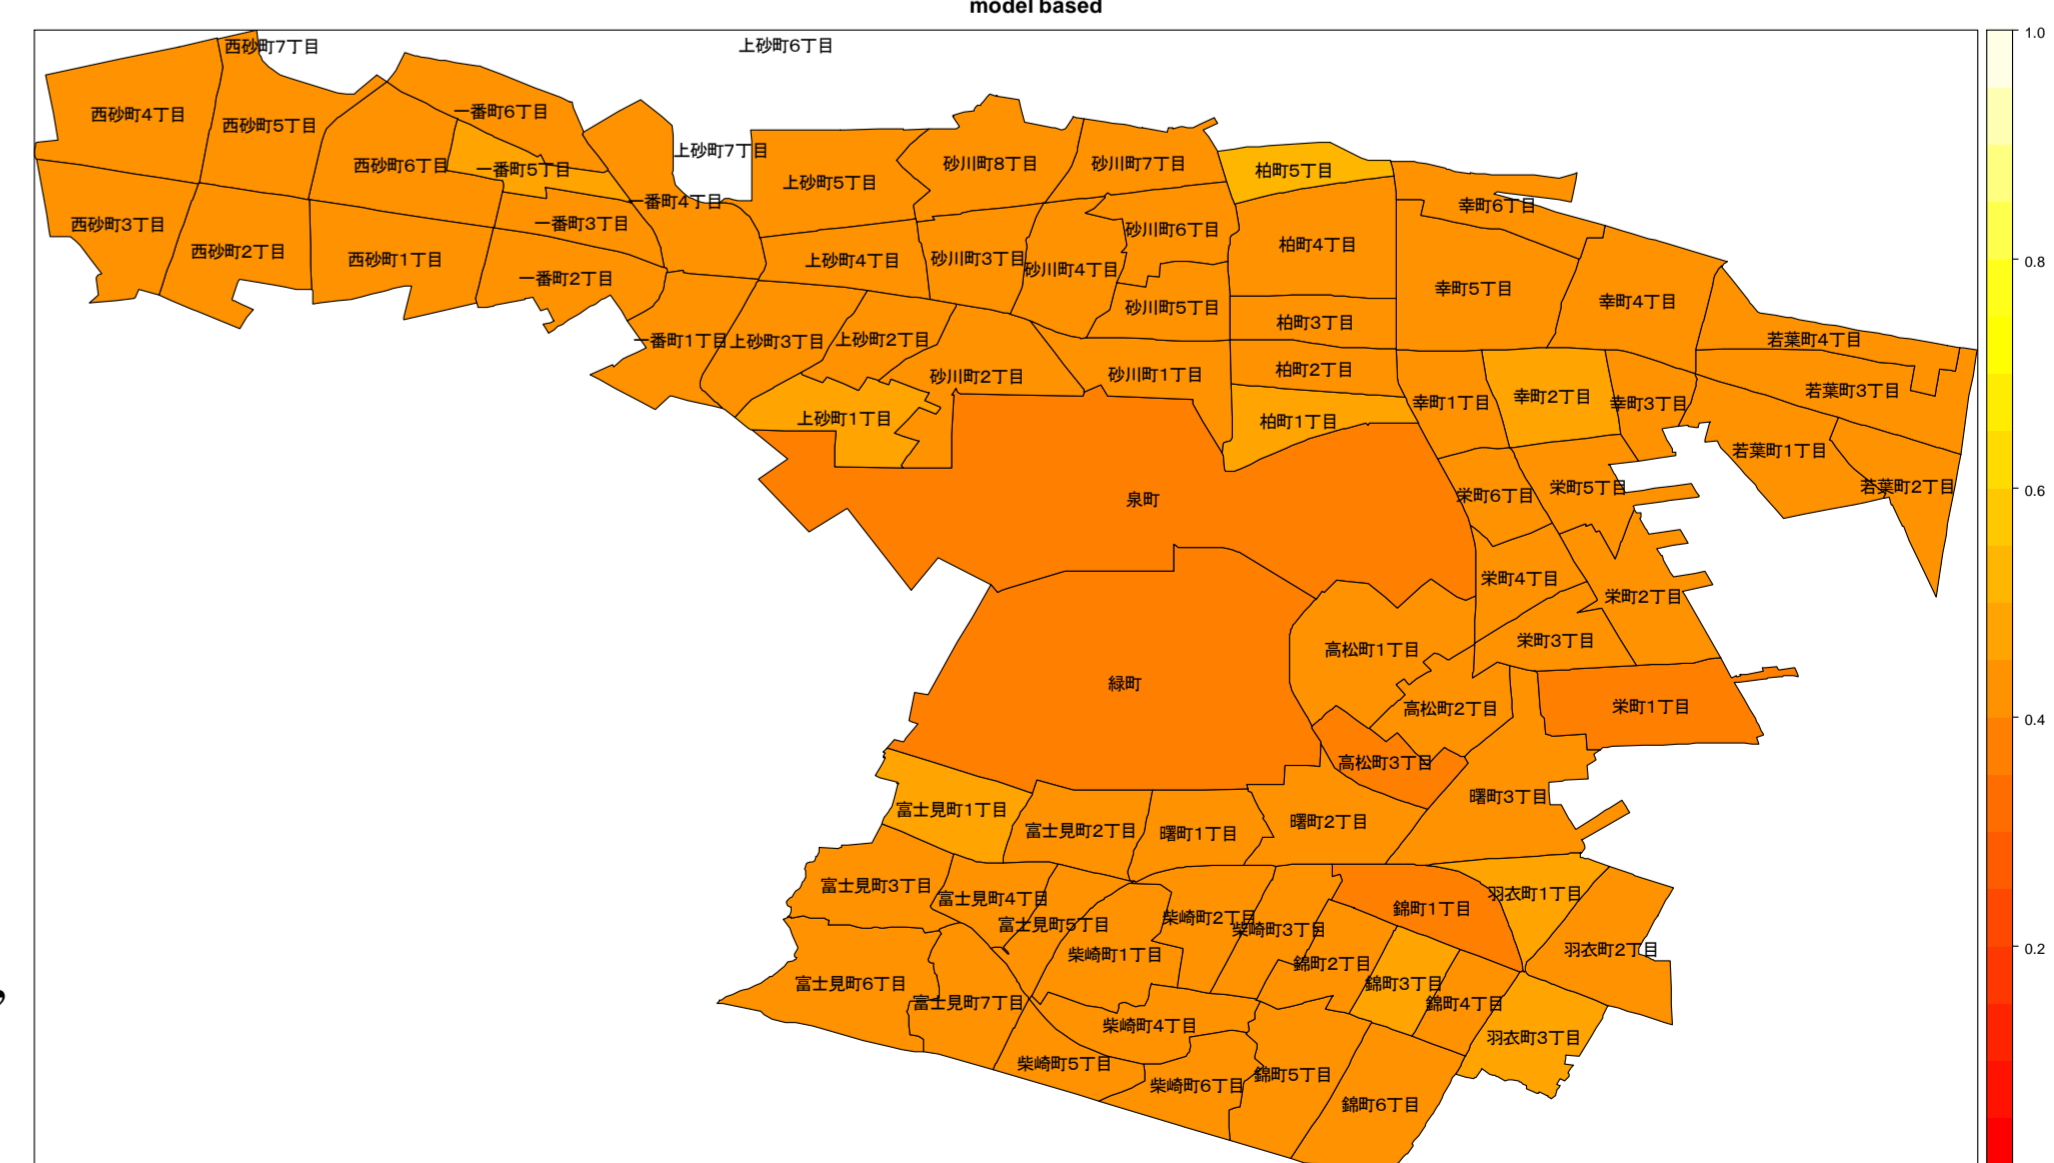 model based
西砂町7丁目
上砂町6丁目
1.0
西砂町4丁目
西砂町5丁目
一番町6丁目
上砂町7丁目
西砂町6丁目
一番町5丁目
上砂町5丁目
砂川町8丁目
砂川町7丁目
柏町5丁目
一番町4丁目
幸町6丁目
西砂町3丁目
一番町3丁目
砂川町6丁目
西砂町2丁目
柏町4丁目
西砂町1丁目
上砂町4丁目
砂川町3丁目
砂川町4丁目
0.8
一番町2丁目
幸町5丁目
幸町4丁目
砂川町5丁目
柏町3丁目
一番町1丁目
上砂町3丁目
上砂町2丁目
若葉町4丁目
砂川町2丁目
砂川町1丁目
柏町2丁目
若葉町3丁目
幸町1丁目
幸町2丁目
幸町3丁目
上砂町1丁目
柏町1丁目
若葉町1丁目
泉町
栄町6丁目
栄町5丁目
若葉町2丁目
0.6
栄町4丁目
栄町2丁目
高松町1丁目
栄町3丁目
緑町
高松町2丁目
栄町1丁目
0.4
高松町3丁目
富士見町1丁目
曙町3丁目
富士見町2丁目
曙町1丁目
曙町2丁目
富士見町3丁目
富士見町4丁目
羽衣町1丁目
富士見町5丁目
柴崎町2丁目
柴崎町3丁目
錦町1丁目
柴崎町1丁目
羽衣町2丁目
0.2
錦町2丁目
富士見町6丁目
錦町3丁目
富士見町7丁目
錦町4丁目
柴崎町4丁目
羽衣町3丁目
柴崎町5丁目
柴崎町6丁目
錦町5丁目
錦町6丁目
,